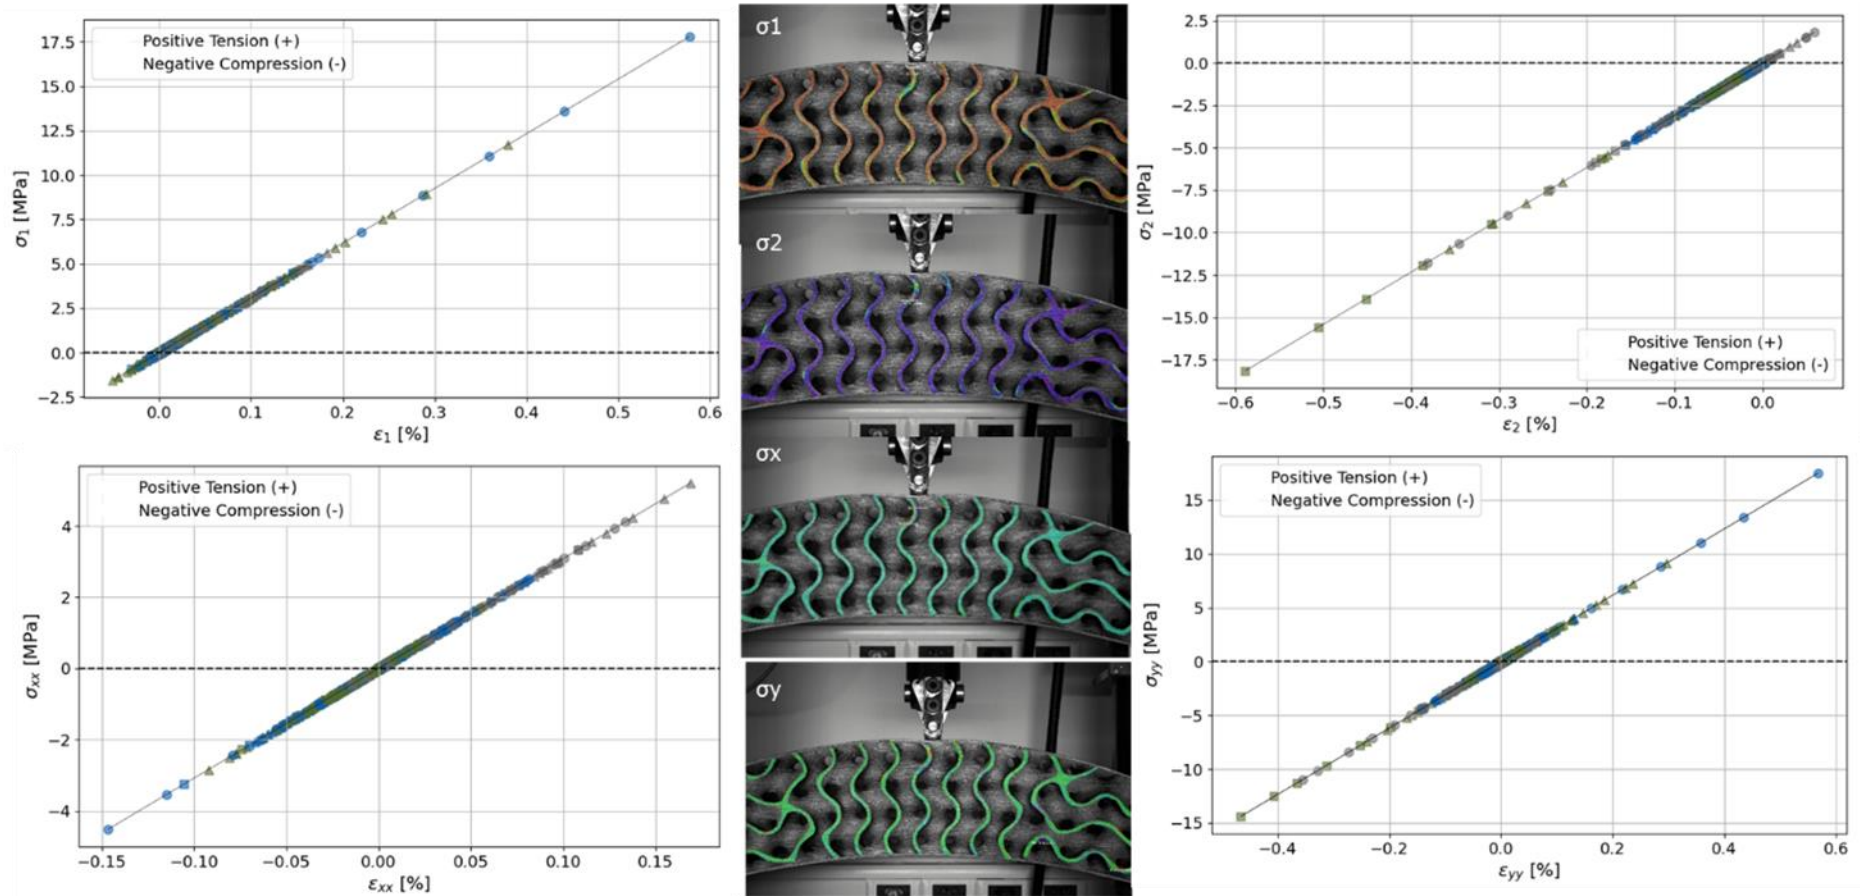 Positive Tension (+)
Negative Compression (-)
17.5
15.0
12.5
10.0
7.5
5.0
2.5
0.0
−2.5
σ1 [MPa]
0.0 0.1 0.2 0.3 0.4 0.5 0.6
ε1 [%]
σ1
σ2
σx
σy
Positive Tension (+)
Negative Compression (-)
2.5
0.0
−2.5
−5.0
−7.5
−10.0
−12.5
−15.0
−17.5
σ2 [MPa]
−0.6 −0.5 −0.4 −0.3 −0.2 −0.1 0.0
ε2 [%]
Positive Tension (+)
Negative Compression (-)
4
2
0
−2
−4
σxx [MPa]
−0.15 −0.10 −0.05 0.00 0.05 0.10 0.15
εxx [%]
Positive Tension (+)
Negative Compression (-)
15
10
5
0
−5
−10
−15
σyy [MPa]
−0.4 −0.2 0.0 0.2 0.4 0.6
εyy [%]